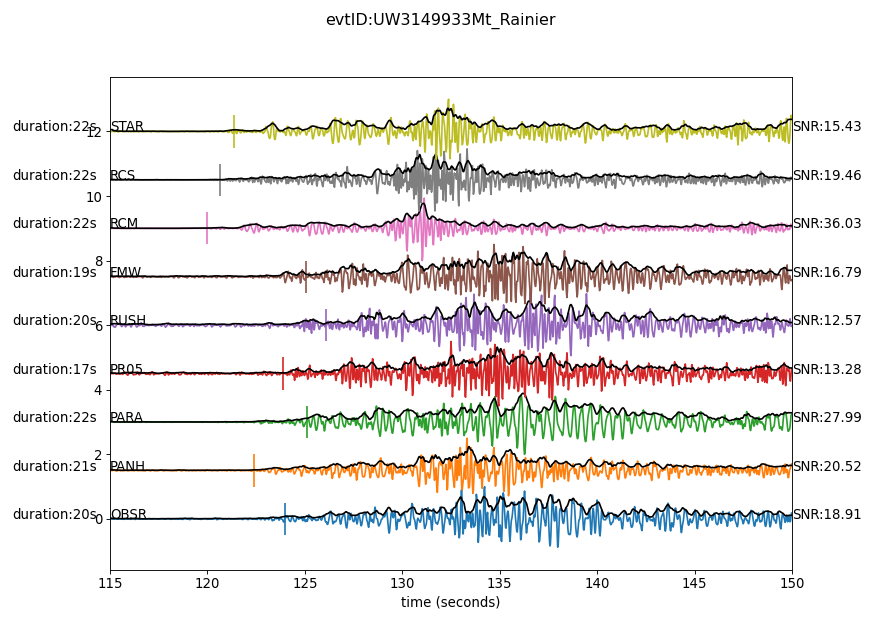 evtID:UW3149933Mt_Rainier
duration:22s STAR SNR:15.43
12
duration:22s RCS SNR:19.46
10
duration:22s RCM SNR:36.03
8
duration:19s FMW SNR:16.79
duration:20s RUSH SNR:12.57
6
duration:17s PR05 SNR:13.28
4
duration:22s PARA SNR:27.99
2
duration:21s PANH SNR:20.52
duration:20s OBSR SNR:18.91
0
115 120 125 130 135 140 145 150
time (seconds)